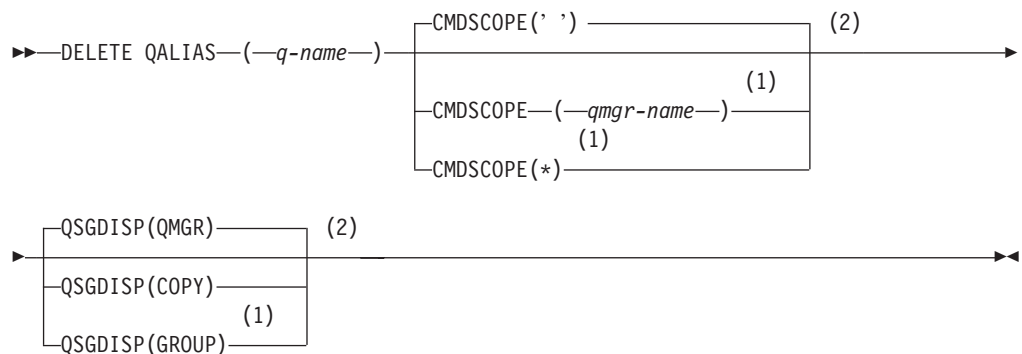 CMDSCOPE(' ') (2)
DELETE QALIAS ( q-name )
(1)
CMDSCOPE ( qmgr-name )
(1)
CMDSCOPE(*)
QSGDISP(QMGR) (2)
QSGDISP(COPY)
(1)
QSGDISP(GROUP)